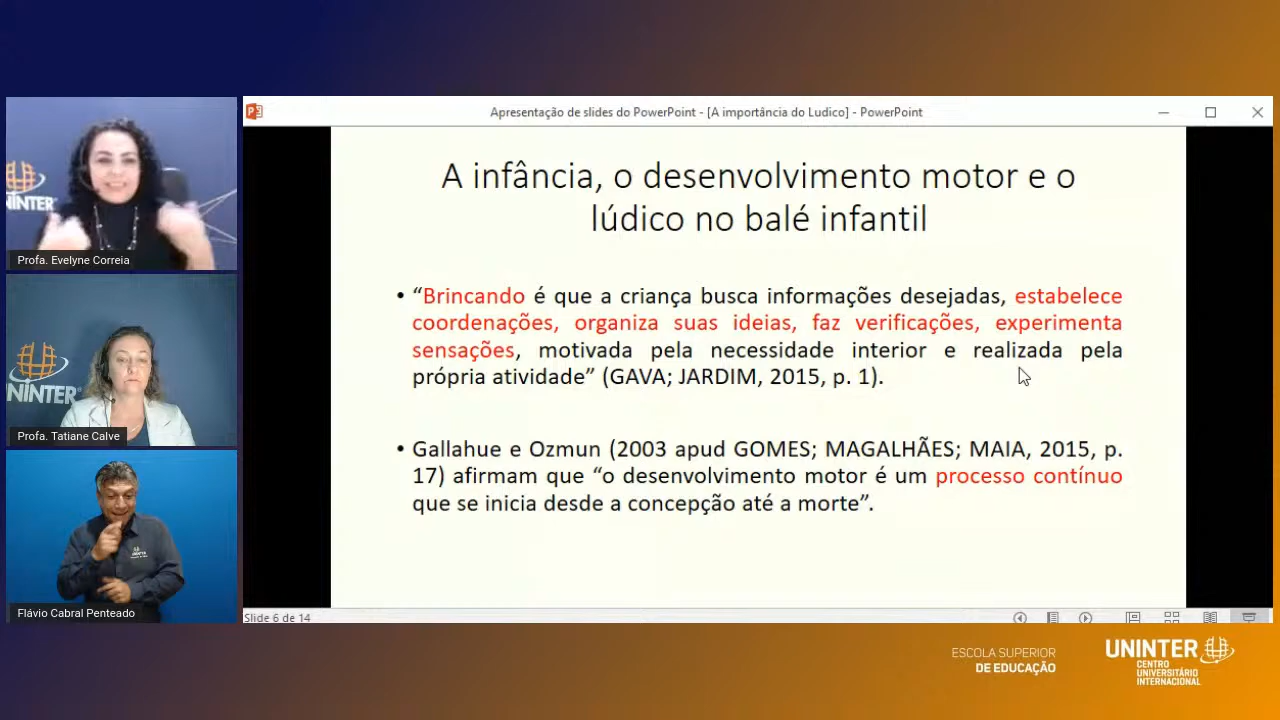 Apresentação de slides do PowerPoint - [A importância do Ludico] - PowerPoint
UNINTER
Profa. Evelyne Correia
UNINTER
Profa. Tatiane Calve
UNINTER
Flávio Cabral Penteado
A infância, o desenvolvimento motor e o
lúdico no balé infantil
• “Brincando é que a criança busca informações desejadas, estabelece
coordenações, organiza suas ideias, faz verificações, experimenta
sensações, motivada pela necessidade interior e realizada pela
própria atividade” (GAVA; JARDIM, 2015, p. 1).
• Gallahue e Ozmun (2003 apud GOMES; MAGALHÃES; MAIA, 2015, p.
17) afirmam que “o desenvolvimento motor é um processo contínuo
que se inicia desde a concepção até a morte”.
Slide 6 de 14
ESCOLA SUPERIOR
DE EDUCAÇÃO
UNINTER
CENTRO
UNIVERSITÁRIO
INTERNACIONAL